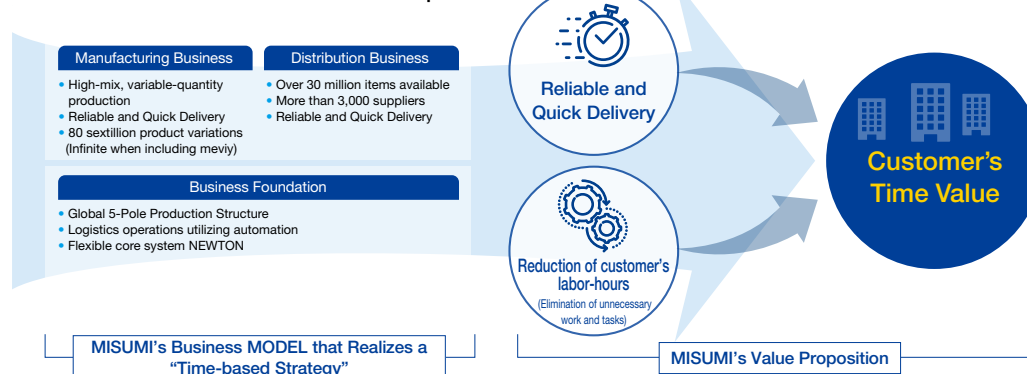 Manufacturing Business
• High-mix, variable-quantity
production
• Reliable and Quick Delivery
• 80 sextillion product variations
(Infinite when including meviy)
Distribution Business
• Over 30 million items available
• More than 3,000 suppliers
• Reliable and Quick Delivery
Business Foundation
• Global 5-Pole Production Structure
• Logistics operations utilizing automation
• Flexible core system NEWTON
Reliable and
Quick Delivery
Reduction of customer's
labor-hours
(Elimination of unnecessary
work and tasks)
Customer's
Time Value
MISUMI's Business MODEL that Realizes a
"Time-based Strategy"
MISUMI's Value Proposition